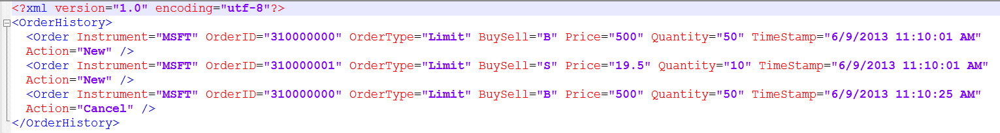 <?xml version="1.0" encoding="utf-8"?>
<OrderHistory>
<Order Instrument="MSFT" OrderID="310000000" OrderType="Limit" BuySell="B" Price="500" Quantity="50" TimeStamp="6/9/2013 11:10:01 AM"
Action="New" />
<Order Instrument="MSFT" OrderID="310000001" OrderType="Limit" BuySell="S" Price="19.5" Quantity="10" TimeStamp="6/9/2013 11:10:01 AM"
Action="New" />
<Order Instrument="MSFT" OrderID="310000000" OrderType="Limit" BuySell="B" Price="500" Quantity="50" TimeStamp="6/9/2013 11:10:25 AM"
Action="Cancel" />
</OrderHistory>